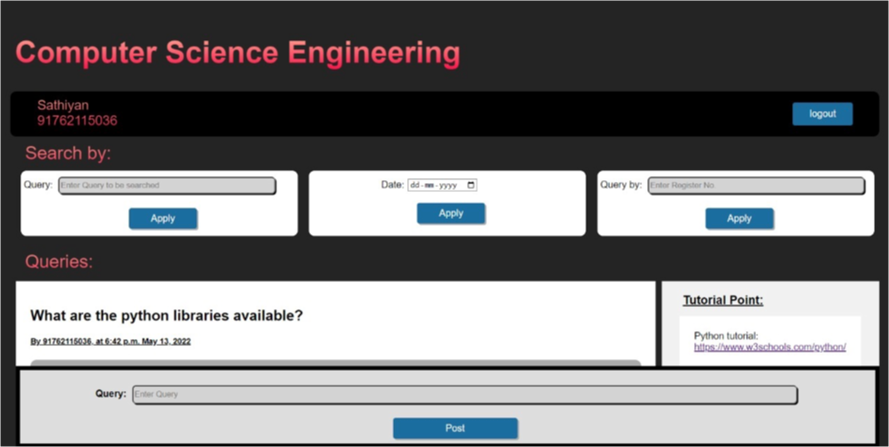 Computer Science Engineering
Sathiyan
91762115036
logout
Search by:
Query: Enter Query to be searched
Apply
Date: dd-mm-yyyy
Apply
Query by: Enter Register No
Apply
Queries:
What are the python libraries available?
By 91762115036, at 6:42 p.m. May 13, 2022
Tutorial Point:
Python tutorial:
https://www.w3schools.com/python/
Query: Enter Query
Post